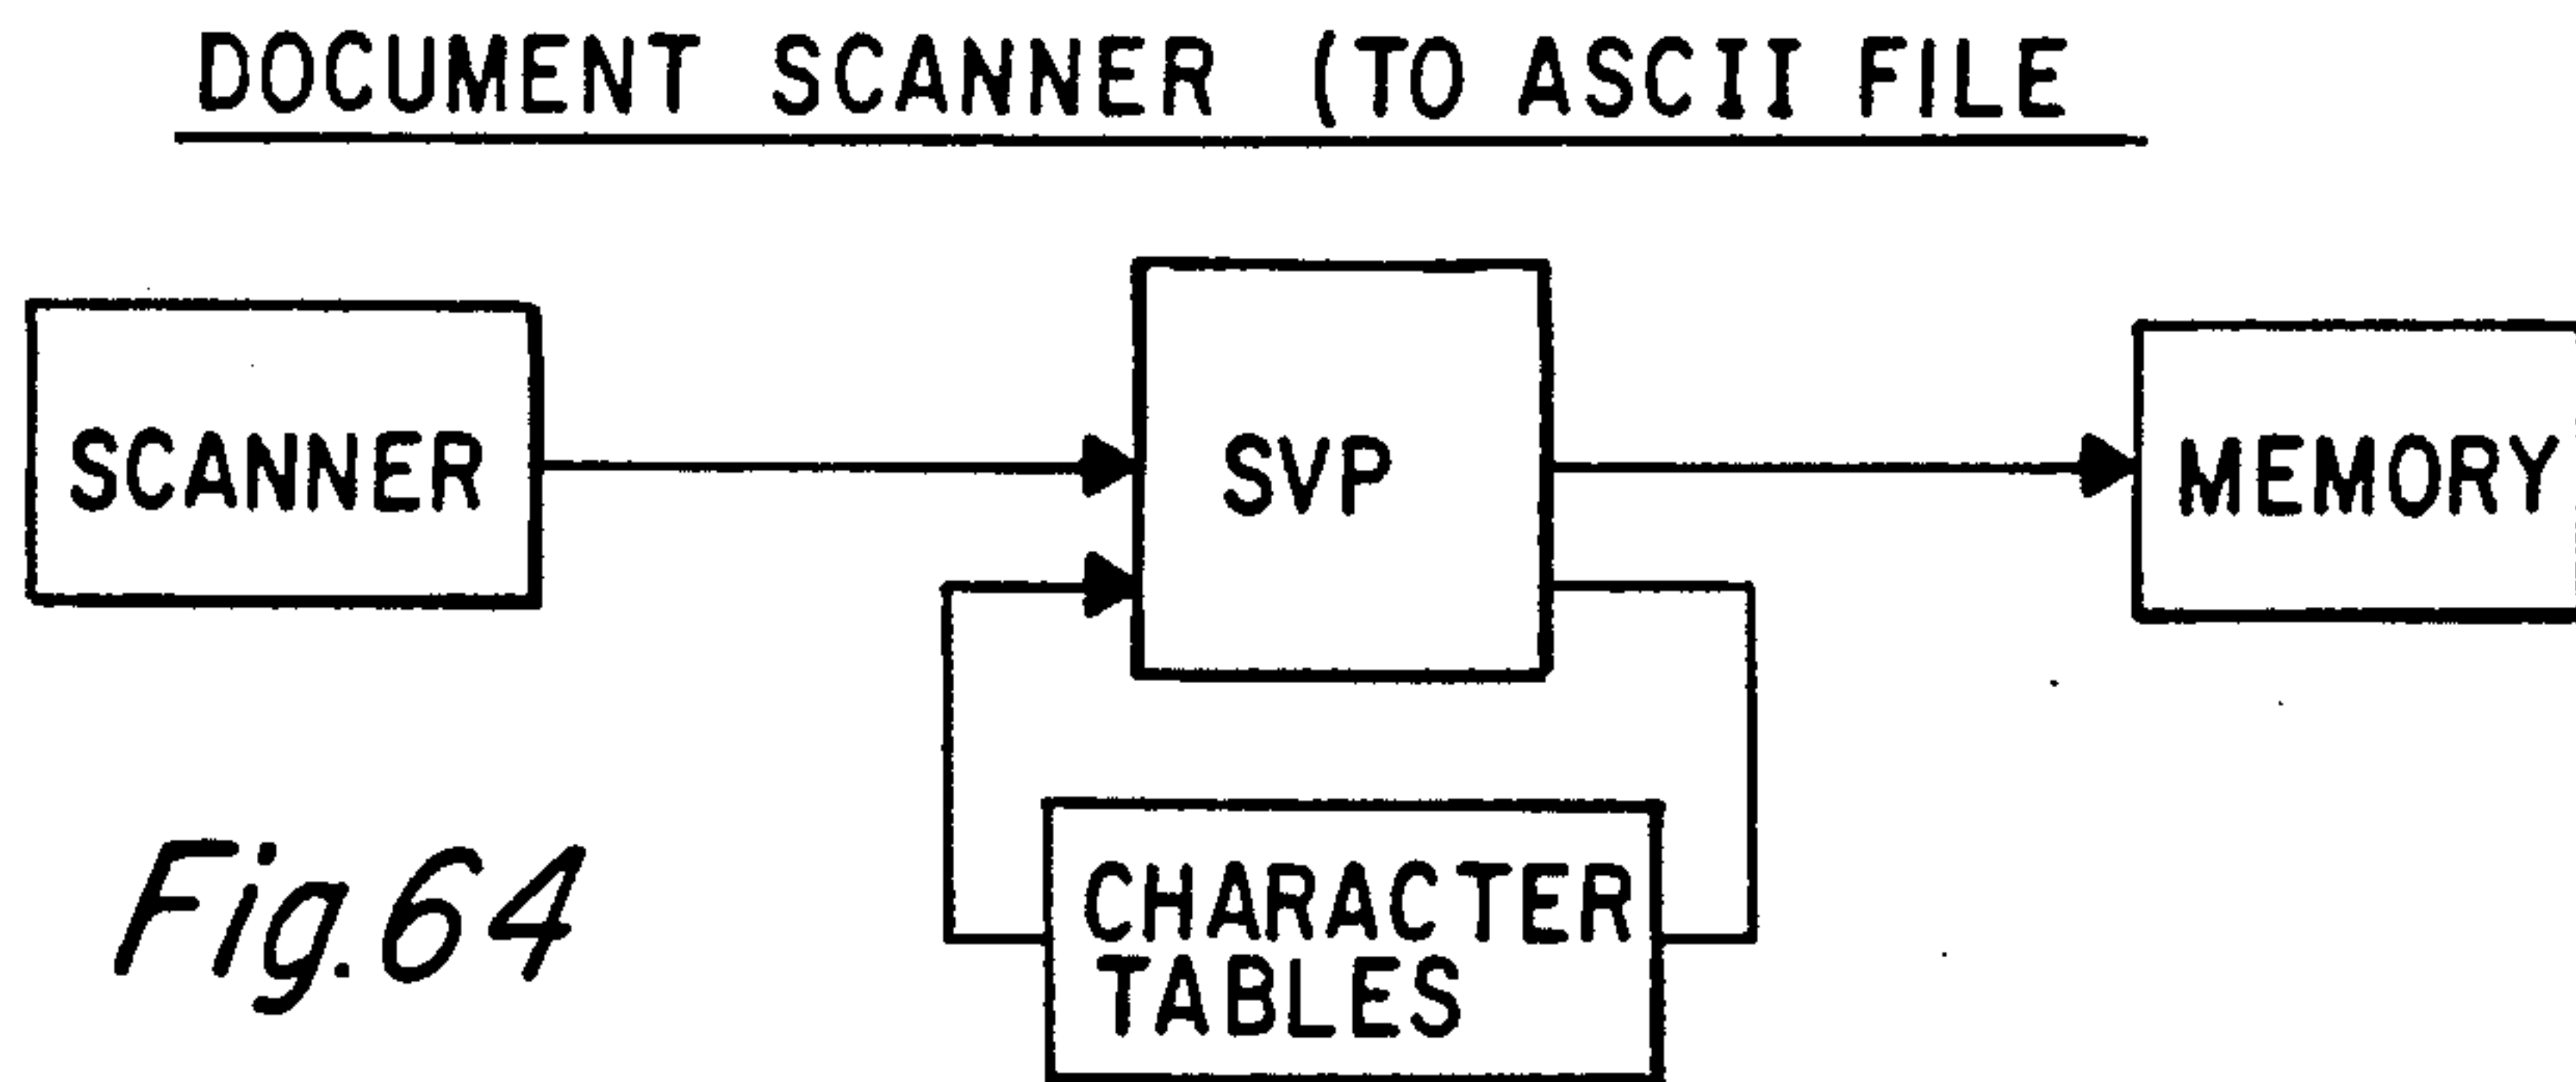 DOCUMENT SCANNER (TO ASCII FILE
SCANNER
SVP
MEMORY
CHARACTER
TABLES
Fig. 64